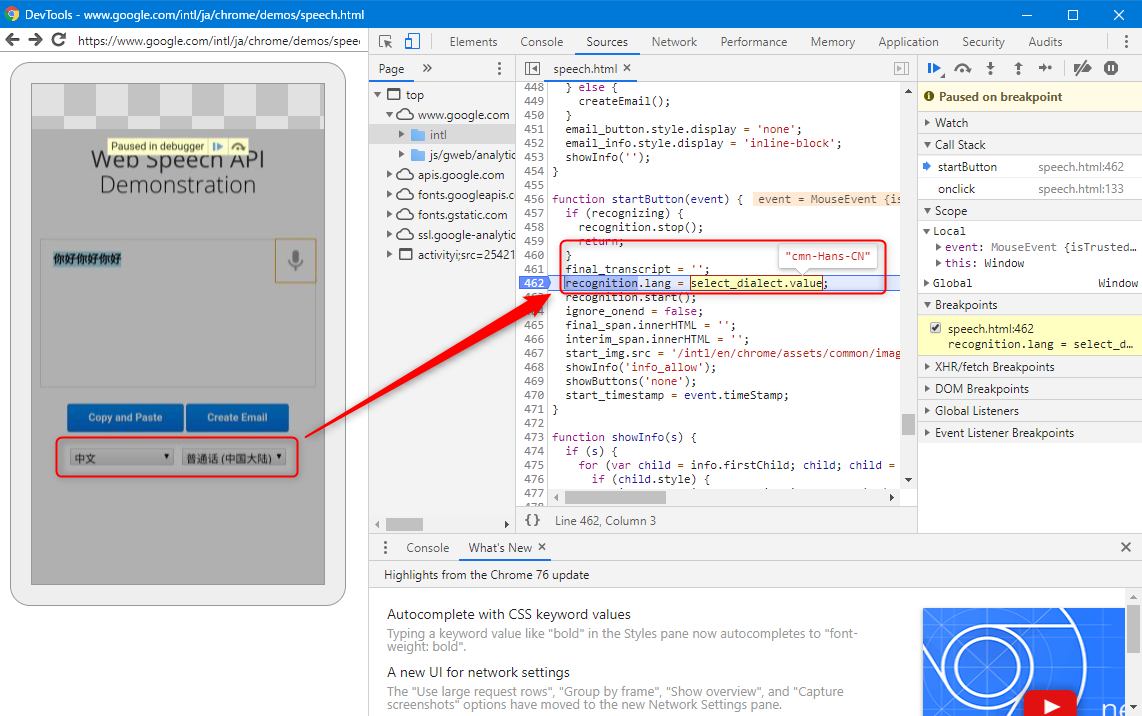 DevTools - www.google.com/intl/ja/chrome/demos/speech.html
https://www.google.com/intl/ja/chrome/demos/spee
Elements Console Sources Network Performance Memory Application Security Audits
Paused in debugger
Web Speech API
Demonstration
你好你好你好
Copy and Paste Create Email
中文 普通话 (中国大陆)
Page »
top
www.google.com
intl
js/gweb/analytic
apis.google.com
fonts.googleapis.c
fonts.gstatic.com
ssl.google-analytic
activityi;src=25421
speech.html ×
448 } else {
449 createEmail();
450 }
451 email_button.style.display = 'none';
452 email_info.style.display = 'inline-block';
453 showInfo('');
454 }
455
456 function startButton(event) { event = MouseEvent {is
457 if (recognizing) {
458 recognition.stop();
459 return;
460 }
"cmn-Hans-CN"
461 final_transcript = '';
462 recognition.lang = select_dialect.value;
463 recognition.start();
464 ignore_onend = false;
465 final_span.innerHTML = '';
466 interim_span.innerHTML = '';
467 start_img.src = '/intl/en/chrome/assets/common/imag
468 showInfo('info_allow');
469 showButtons('none');
470 start_timestamp = event.timeStamp;
471 }
472
473 function showInfo(s) {
474 if (s) {
475 for (var child = info.firstChild; child; child =
476 if (child.style) {
477
{} Line 462, Column 3
Paused on breakpoint
Watch
Call Stack
startButton speech.html:462
onclick speech.html:133
Scope
Local
event: MouseEvent {isTrusted…
this: Window
Global Window
Breakpoints
speech.html:462
recognition.lang = select_d…
XHR/fetch Breakpoints
DOM Breakpoints
Global Listeners
Event Listener Breakpoints
Console What's New ×
Highlights from the Chrome 76 update
Autocomplete with CSS keyword values
Typing a keyword value like "bold" in the Styles pane now autocompletes to "font-
weight: bold".
A new UI for network settings
The "Use large request rows", "Group by frame", "Show overview", and "Capture
screenshots" options have moved to the new Network Settings pane.
ne